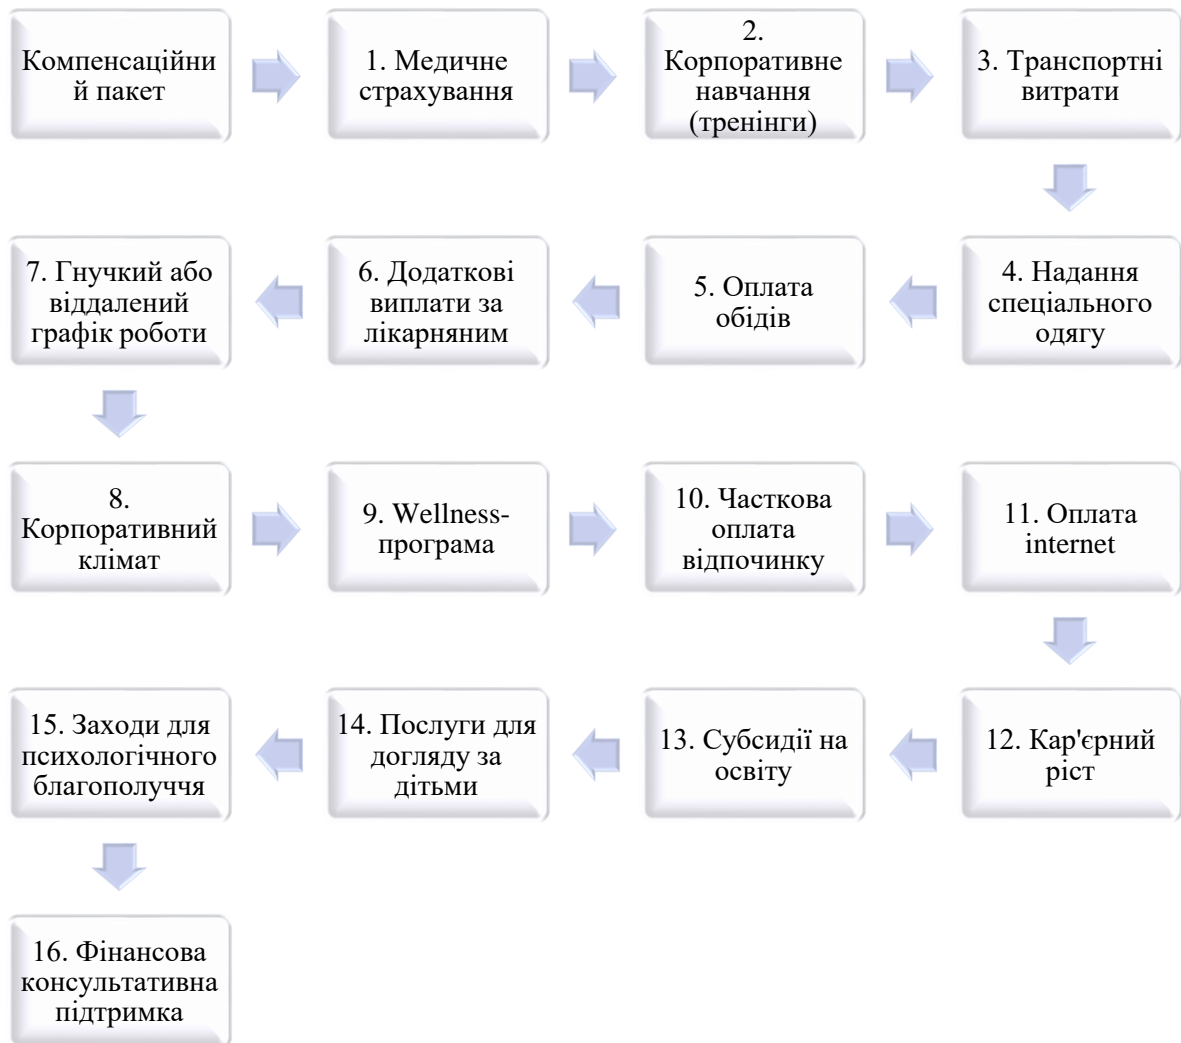 Компенсаційни
й пакет
1. Медичне
страхування
2.
Корпоративне
навчання
(тренінги)
3. Транспортні
витрати
4. Надання
спеціального
одягу
5. Оплата
обідів
6. Додаткові
виплати за
лікарняним
7. Гнучкий або
віддалений
графік роботи
8.
Корпоративний
клімат
9. Wellness-
програма
10. Часткова
оплата
відпочинку
11. Оплата
internet
12. Кар'єрний
ріст
13. Субсидії на
освіту
14. Послуги для
догляду за
дітьми
15. Заходи для
психологічного
благополуччя
16. Фінансова
консультативна
підтримка